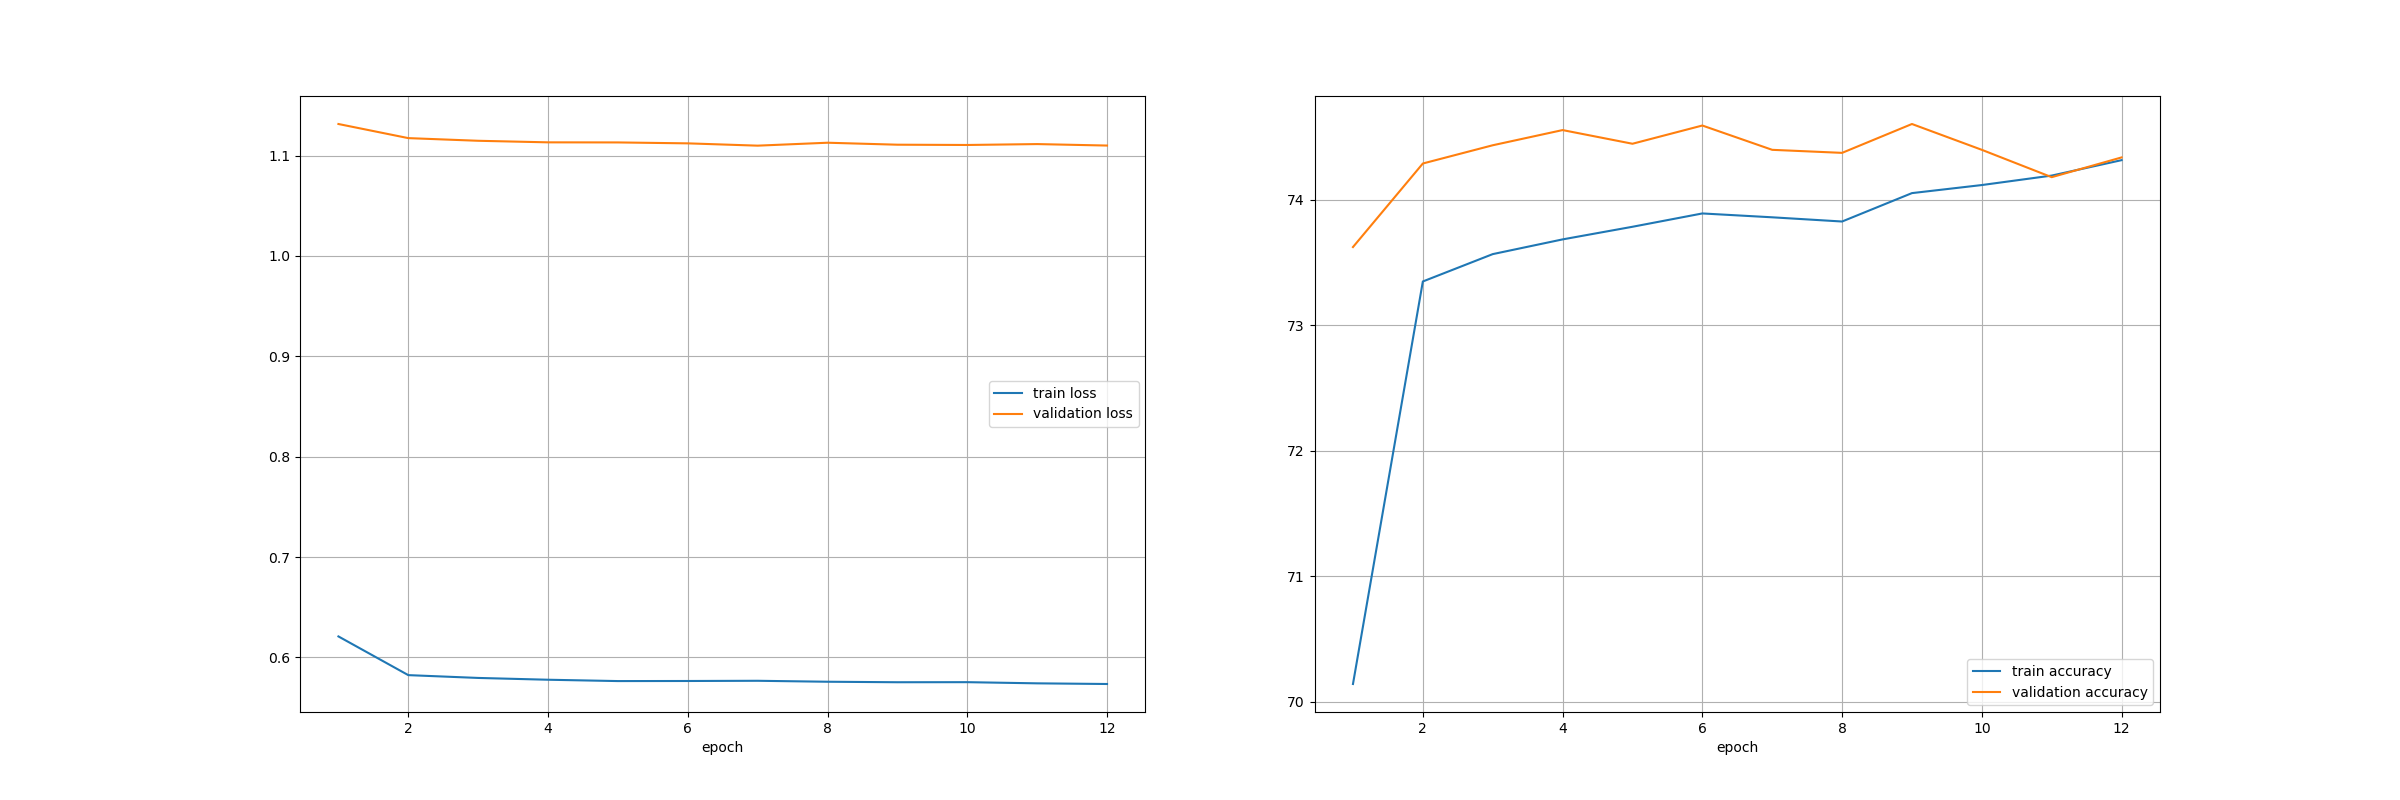 1.1
1.0
0.9
0.8
0.7
0.6
2 4 6 8 10 12
epoch
train loss
validation loss
74
73
72
71
70
2 4 6 8 10 12
epoch
train accuracy
validation accuracy